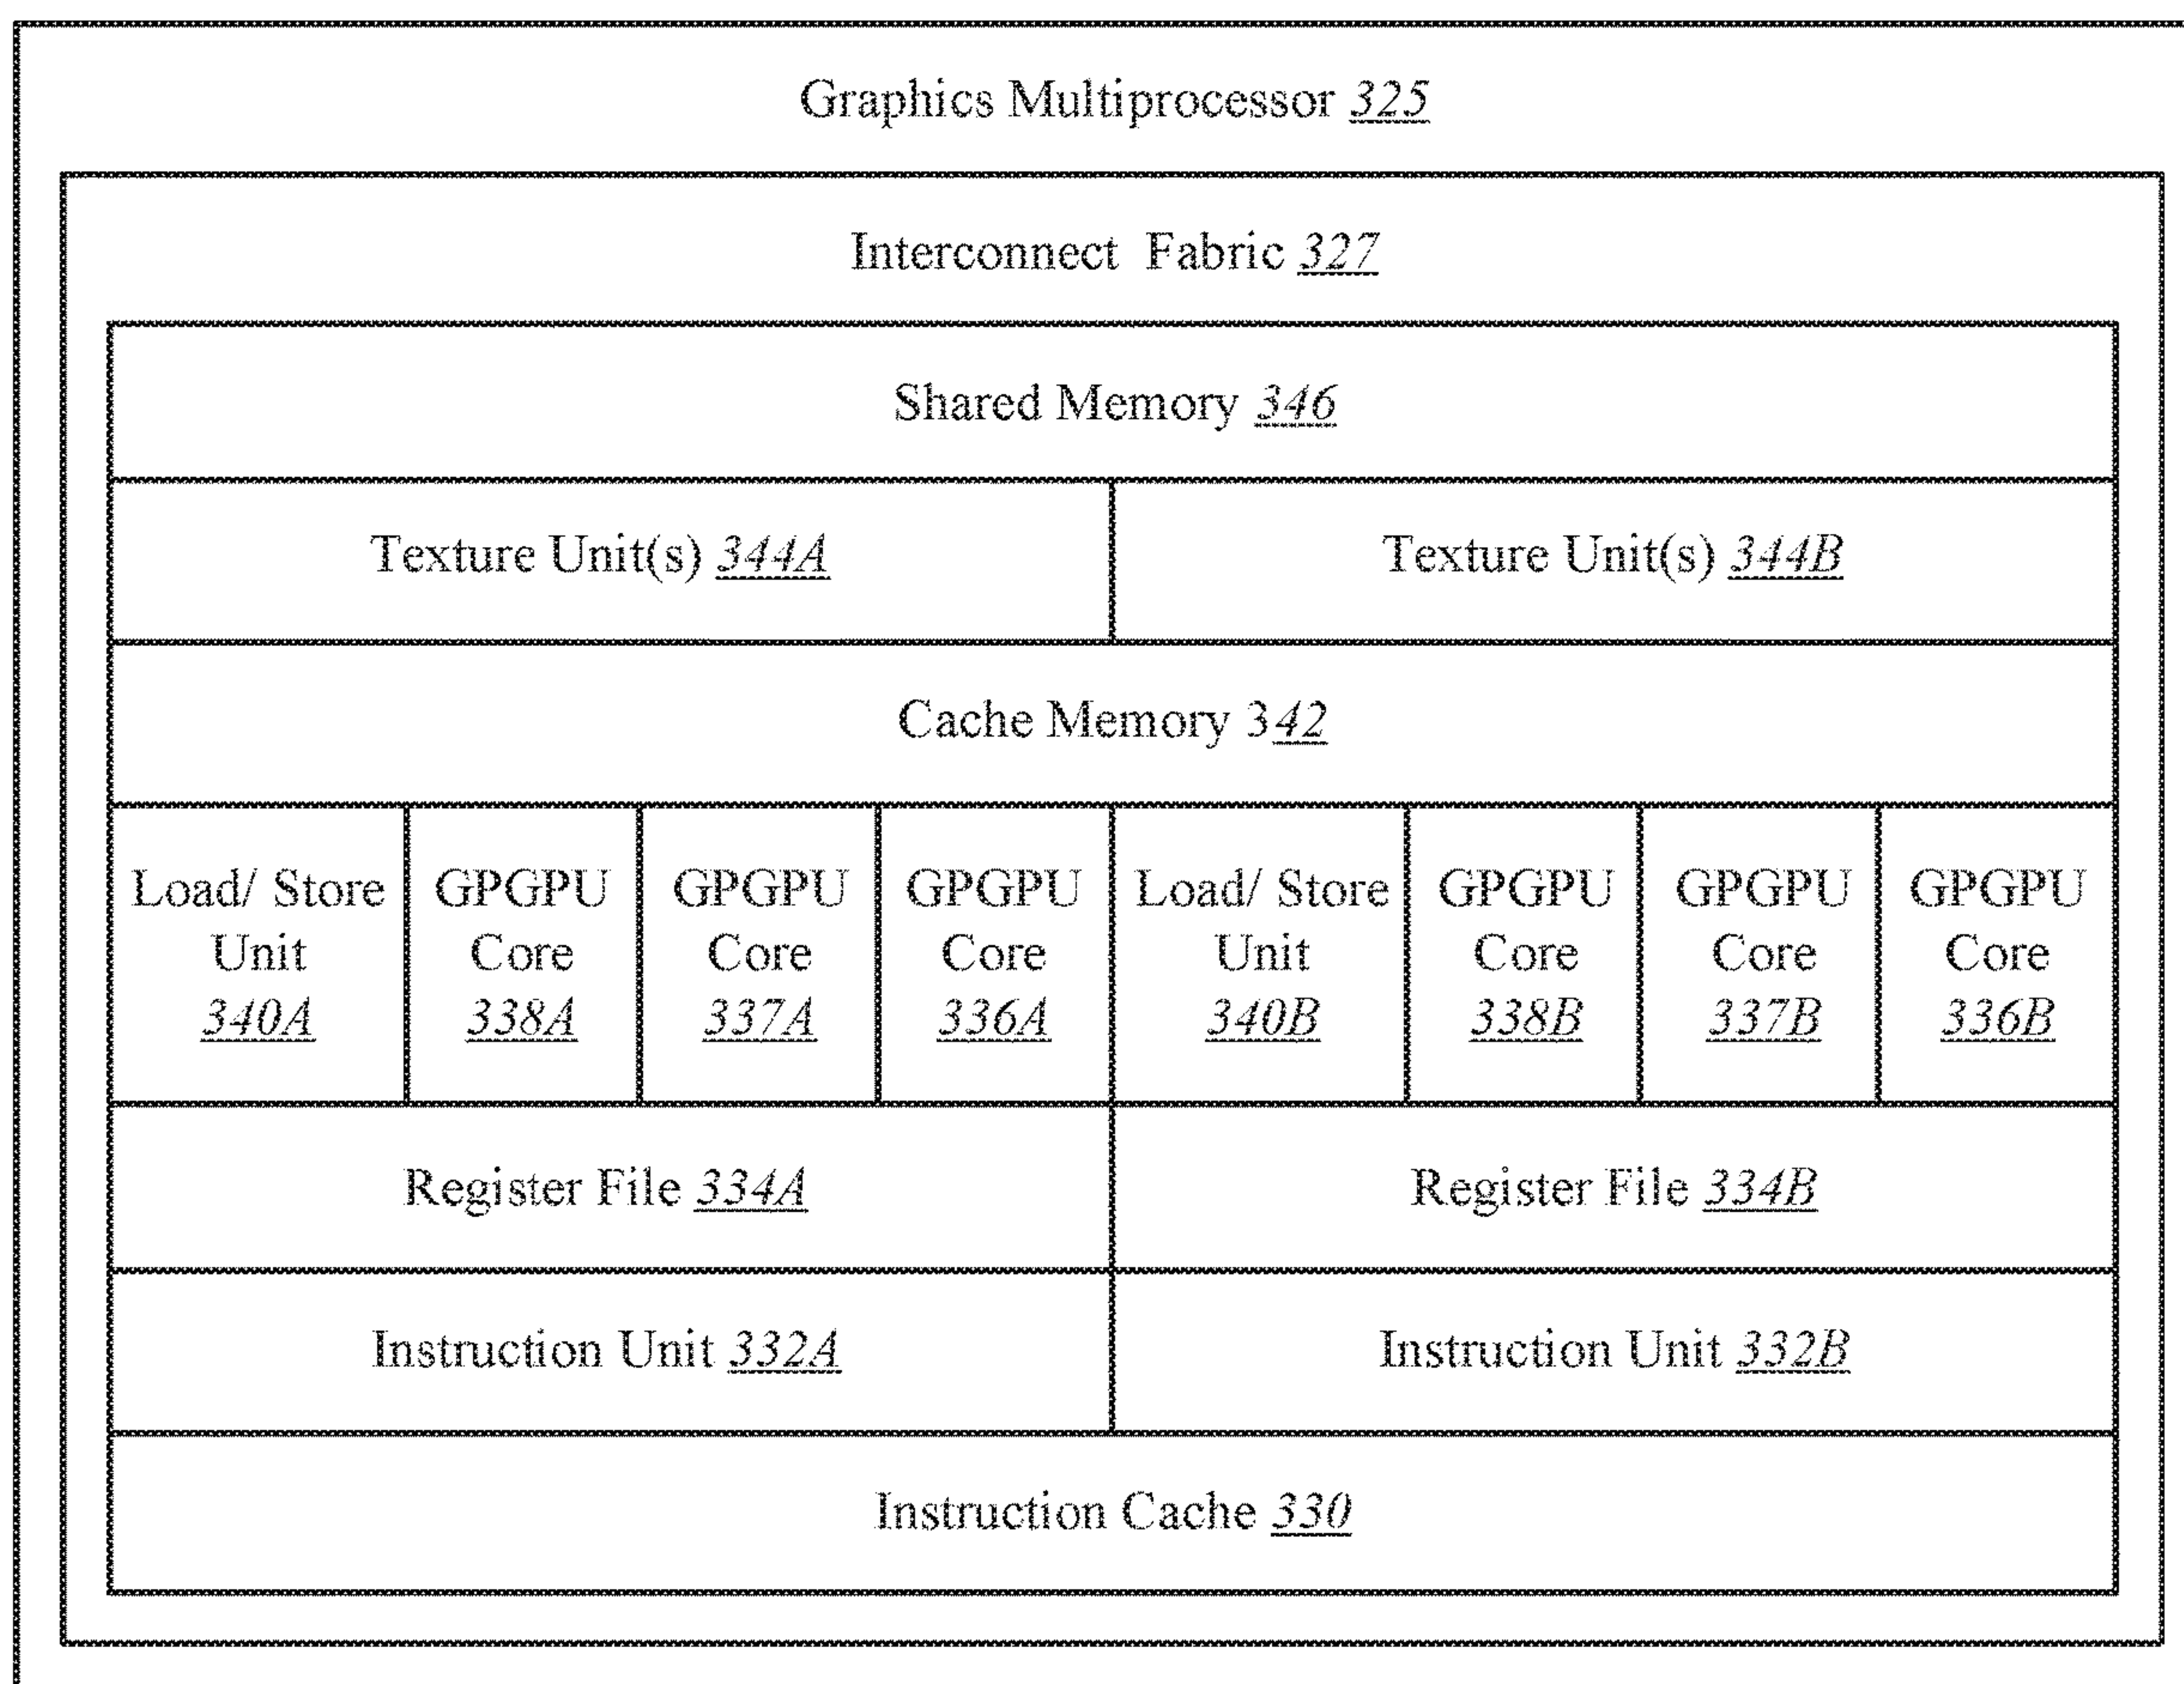 Graphics Multiprocessor 325
Interconnect Fabric 327
Shared Memory 346
Texture Unit(s) 344A
Texture Unit(s) 344B
Cache Memory 342
Load/ Store
Unit
340A
GPGPU
Core
338A
GPGPU
Core
337A
GPGPU
Core
336A
Load/ Store
Unit
340B
GPGPU
Core
338B
GPGPU
Core
337B
GPGPU
Core
336B
Register File 334A
Register File 334B
Instruction Unit 332A
Instruction Unit 332B
Instruction Cache 330